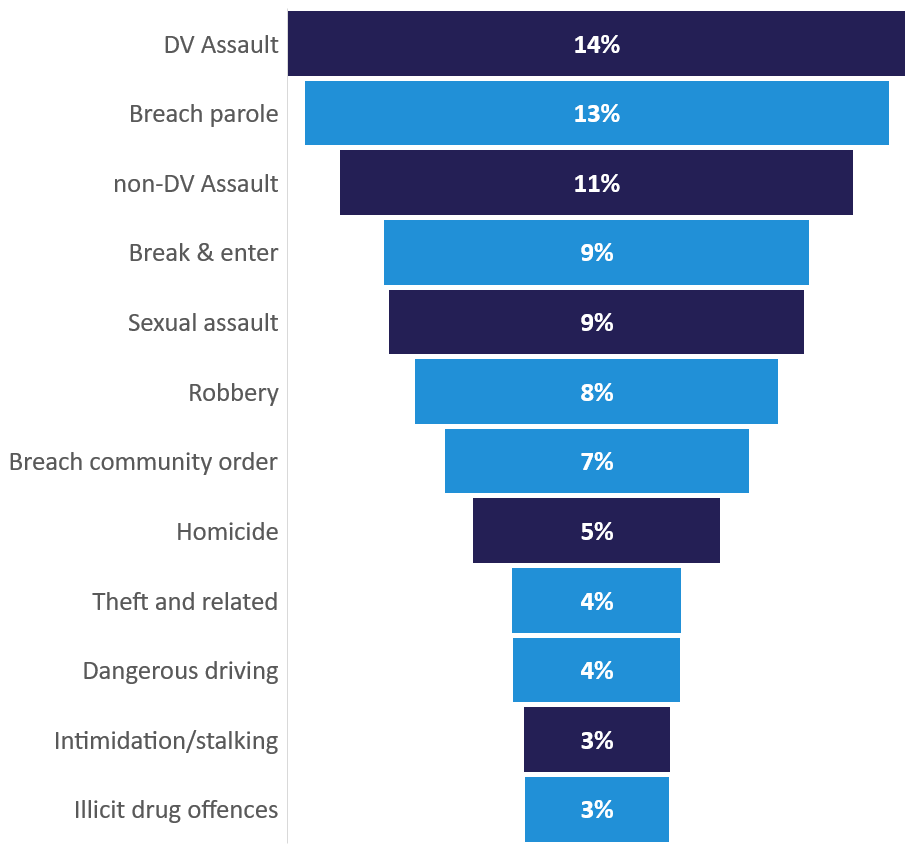 DV Assault 14%
Breach parole 13%
non-DV Assault 11%
Break & enter 9%
Sexual assault 9%
Robbery 8%
Breach community order 7%
Homicide 5%
Theft and related 4%
Dangerous driving 4%
Intimidation/stalking 3%
Illicit drug offences 3%